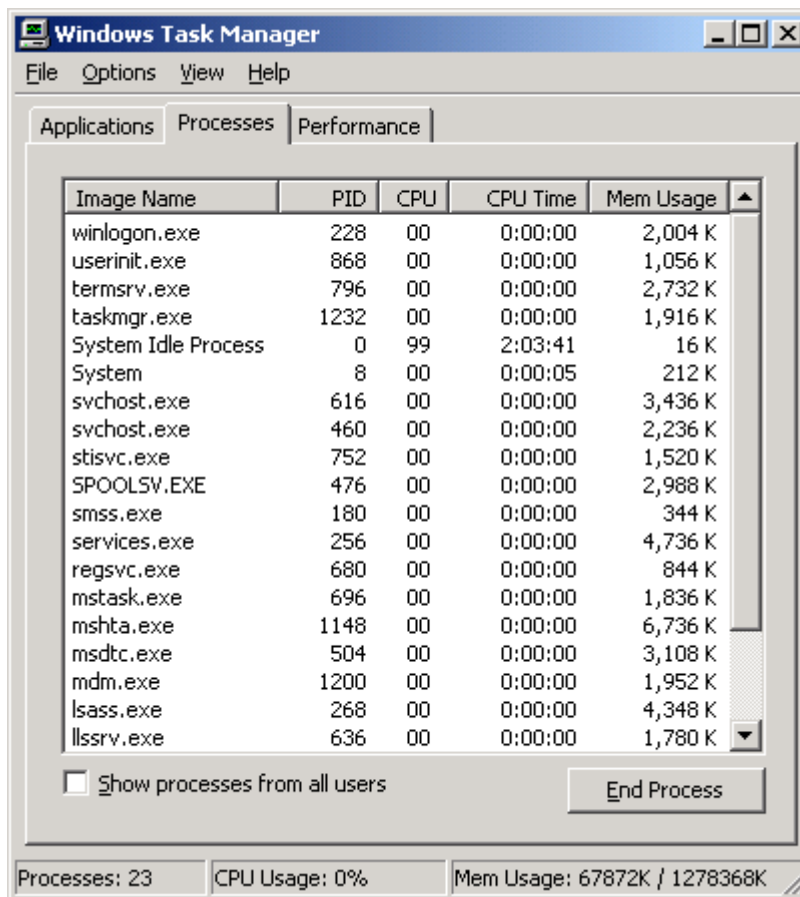 Windows Task Manager
File Options View Help
Applications Processes Performance
Image Name PID CPU CPU Time Mem Usage
winlogon.exe 228 00 0:00:00 2,004 K
userinit.exe 868 00 0:00:00 1,056 K
termsrv.exe 796 00 0:00:00 2,732 K
taskmgr.exe 1232 00 0:00:00 1,916 K
System Idle Process 0 99 2:03:41 16 K
System 8 00 0:00:05 212 K
svchost.exe 616 00 0:00:00 3,436 K
svchost.exe 460 00 0:00:00 2,236 K
stisvc.exe 752 00 0:00:00 1,520 K
SPOOLSV.EXE 476 00 0:00:00 2,988 K
smss.exe 180 00 0:00:00 344 K
services.exe 256 00 0:00:00 4,736 K
regsvc.exe 680 00 0:00:00 844 K
mstask.exe 696 00 0:00:00 1,836 K
mshta.exe 1148 00 0:00:00 6,736 K
msdtc.exe 504 00 0:00:00 3,108 K
mdm.exe 1200 00 0:00:00 1,952 K
lsass.exe 268 00 0:00:00 4,348 K
llssrv.exe 636 00 0:00:00 1,780 K
Show processes from all users End Process
Processes: 23 CPU Usage: 0% Mem Usage: 67872K / 1278368K